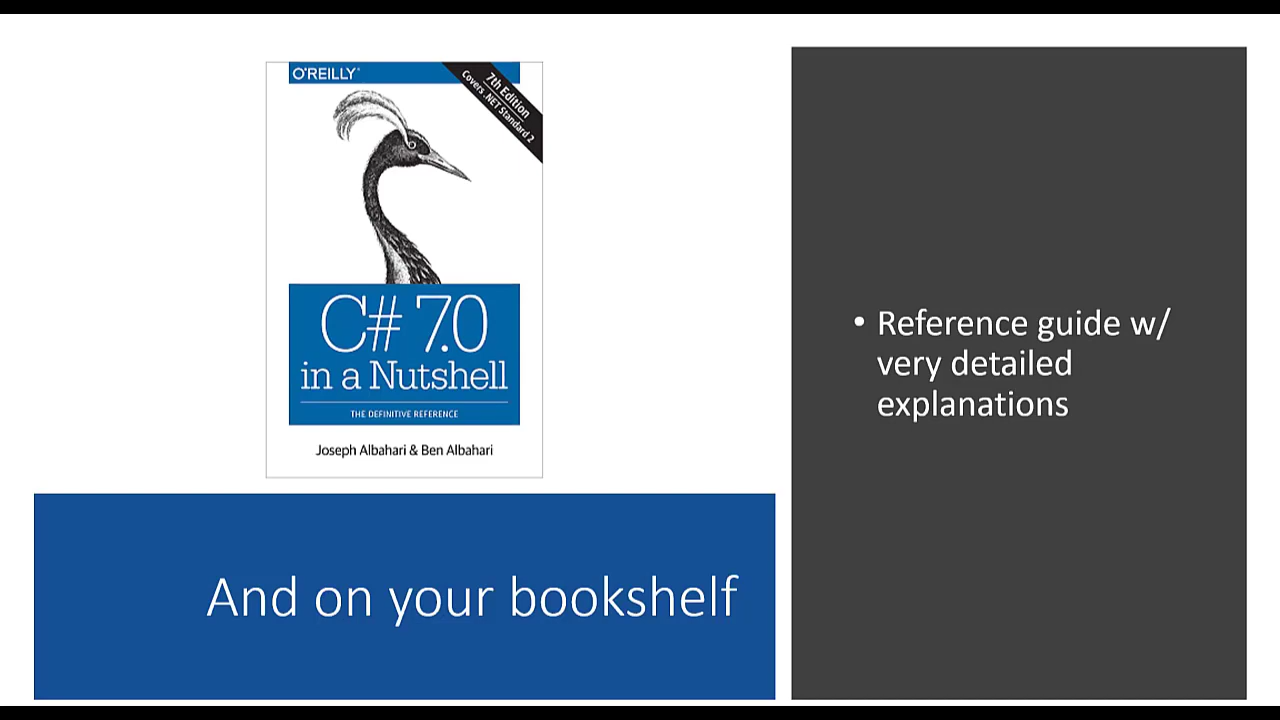 O'REILLY®
7th Edition
Covers .NET Standard 2
C# 7.0
in a Nutshell
THE DEFINITIVE REFERENCE
Joseph Albahari & Ben Albahari
And on your bookshelf
• Reference guide w/
very detailed
explanations